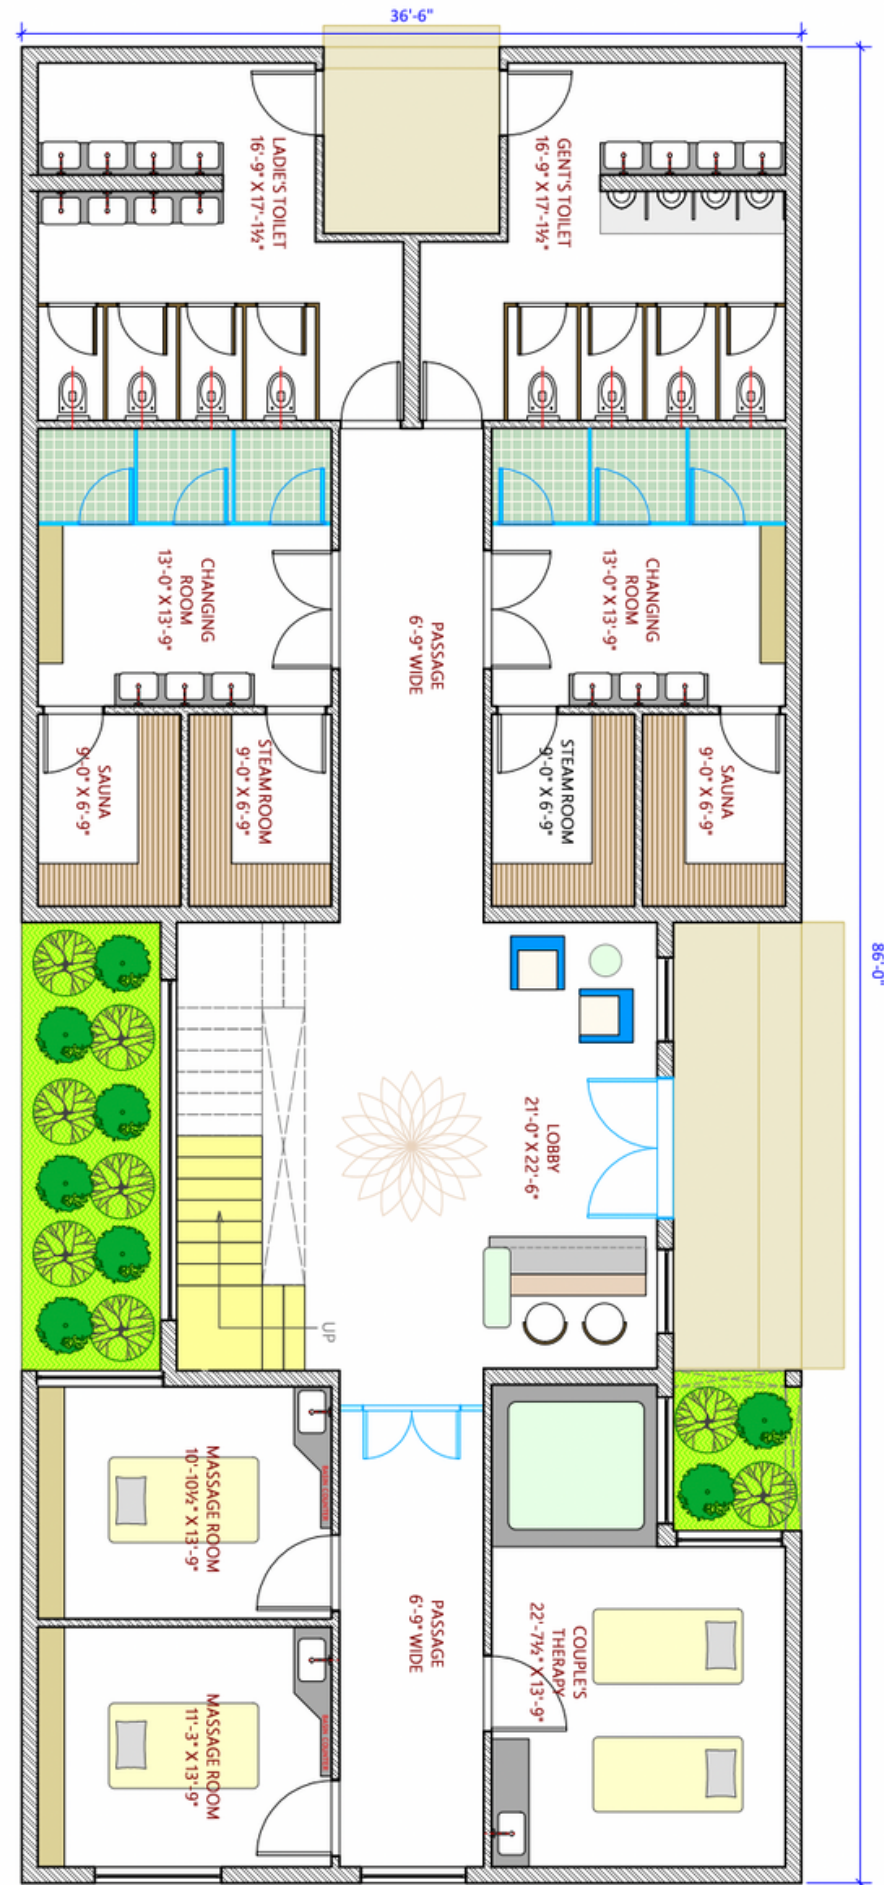 36'-6"
86'-0"
LADIE'S TOILET
16'-9" X 17'-1½"
GENT'S TOILET
16'-9" X 17'-1½"
CHANGING
ROOM
13'-0" X 13'-9"
PASSAGE
6'-9" WIDE
CHANGING
ROOM
13'-0" X 13'-9"
SAUNA
9'-0" X 6'-9"
STEAM ROOM
9'-0" X 6'-9"
STEAM ROOM
9'-0" X 6'-9"
SAUNA
9'-0" X 6'-9"
LOBBY
21'-0" X 22'-6"
UP
MASSAGE ROOM
10'-10½" X 13'-9"
BASIN COUNTER
PASSAGE
6'-9" WIDE
COUPLE'S
THERAPY
22'-7½" X 13'-9"
MASSAGE ROOM
11'-3" X 13'-9"
BASIN COUNTER